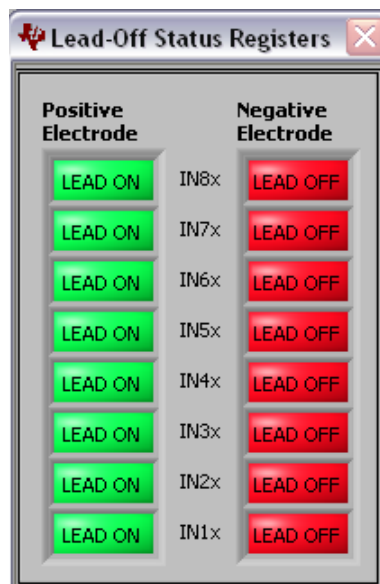 Lead-Off Status Registers
Positive Negative
Electrode Electrode
LEAD ON IN8x LEAD OFF
LEAD ON IN7x LEAD OFF
LEAD ON IN6x LEAD OFF
LEAD ON IN5x LEAD OFF
LEAD ON IN4x LEAD OFF
LEAD ON IN3x LEAD OFF
LEAD ON IN2x LEAD OFF
LEAD ON IN1x LEAD OFF